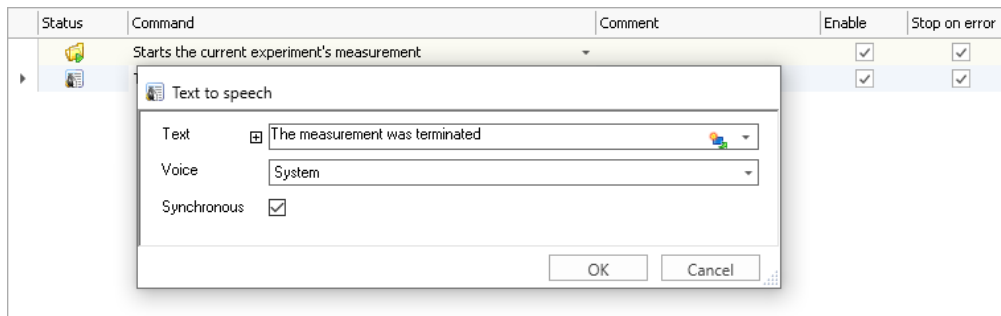 Status Command Comment Enable Stop on error
Starts the current experiment's measurement
Text to speech
Text The measurement was terminated
Voice System
Synchronous
OK Cancel